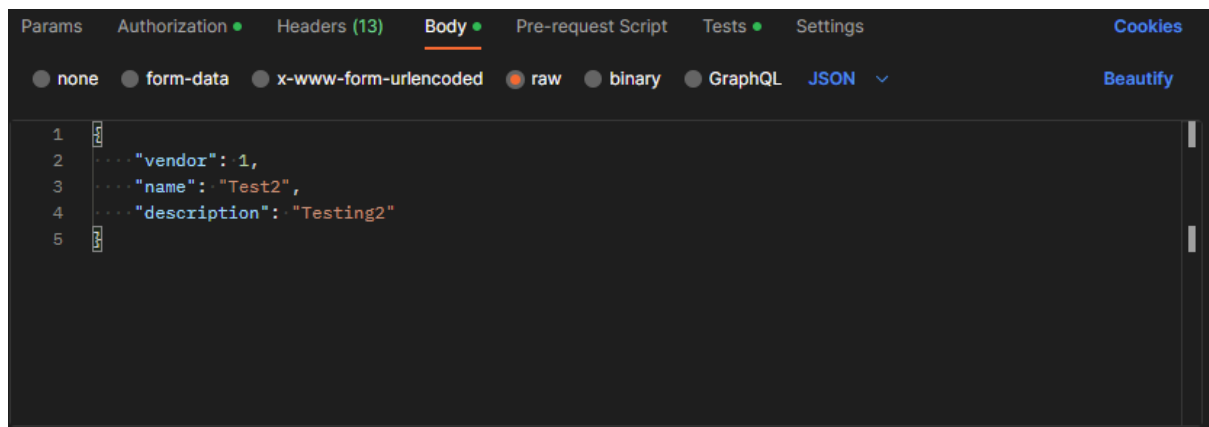 Params Authorization Headers (13) Body Pre-request Script Tests Settings Cookies
none form-data x-www-form-urlencoded raw binary GraphQL JSON Beautify
1 {
2 "vendor": 1,
3 "name": "Test2",
4 "description": "Testing2"
5 }